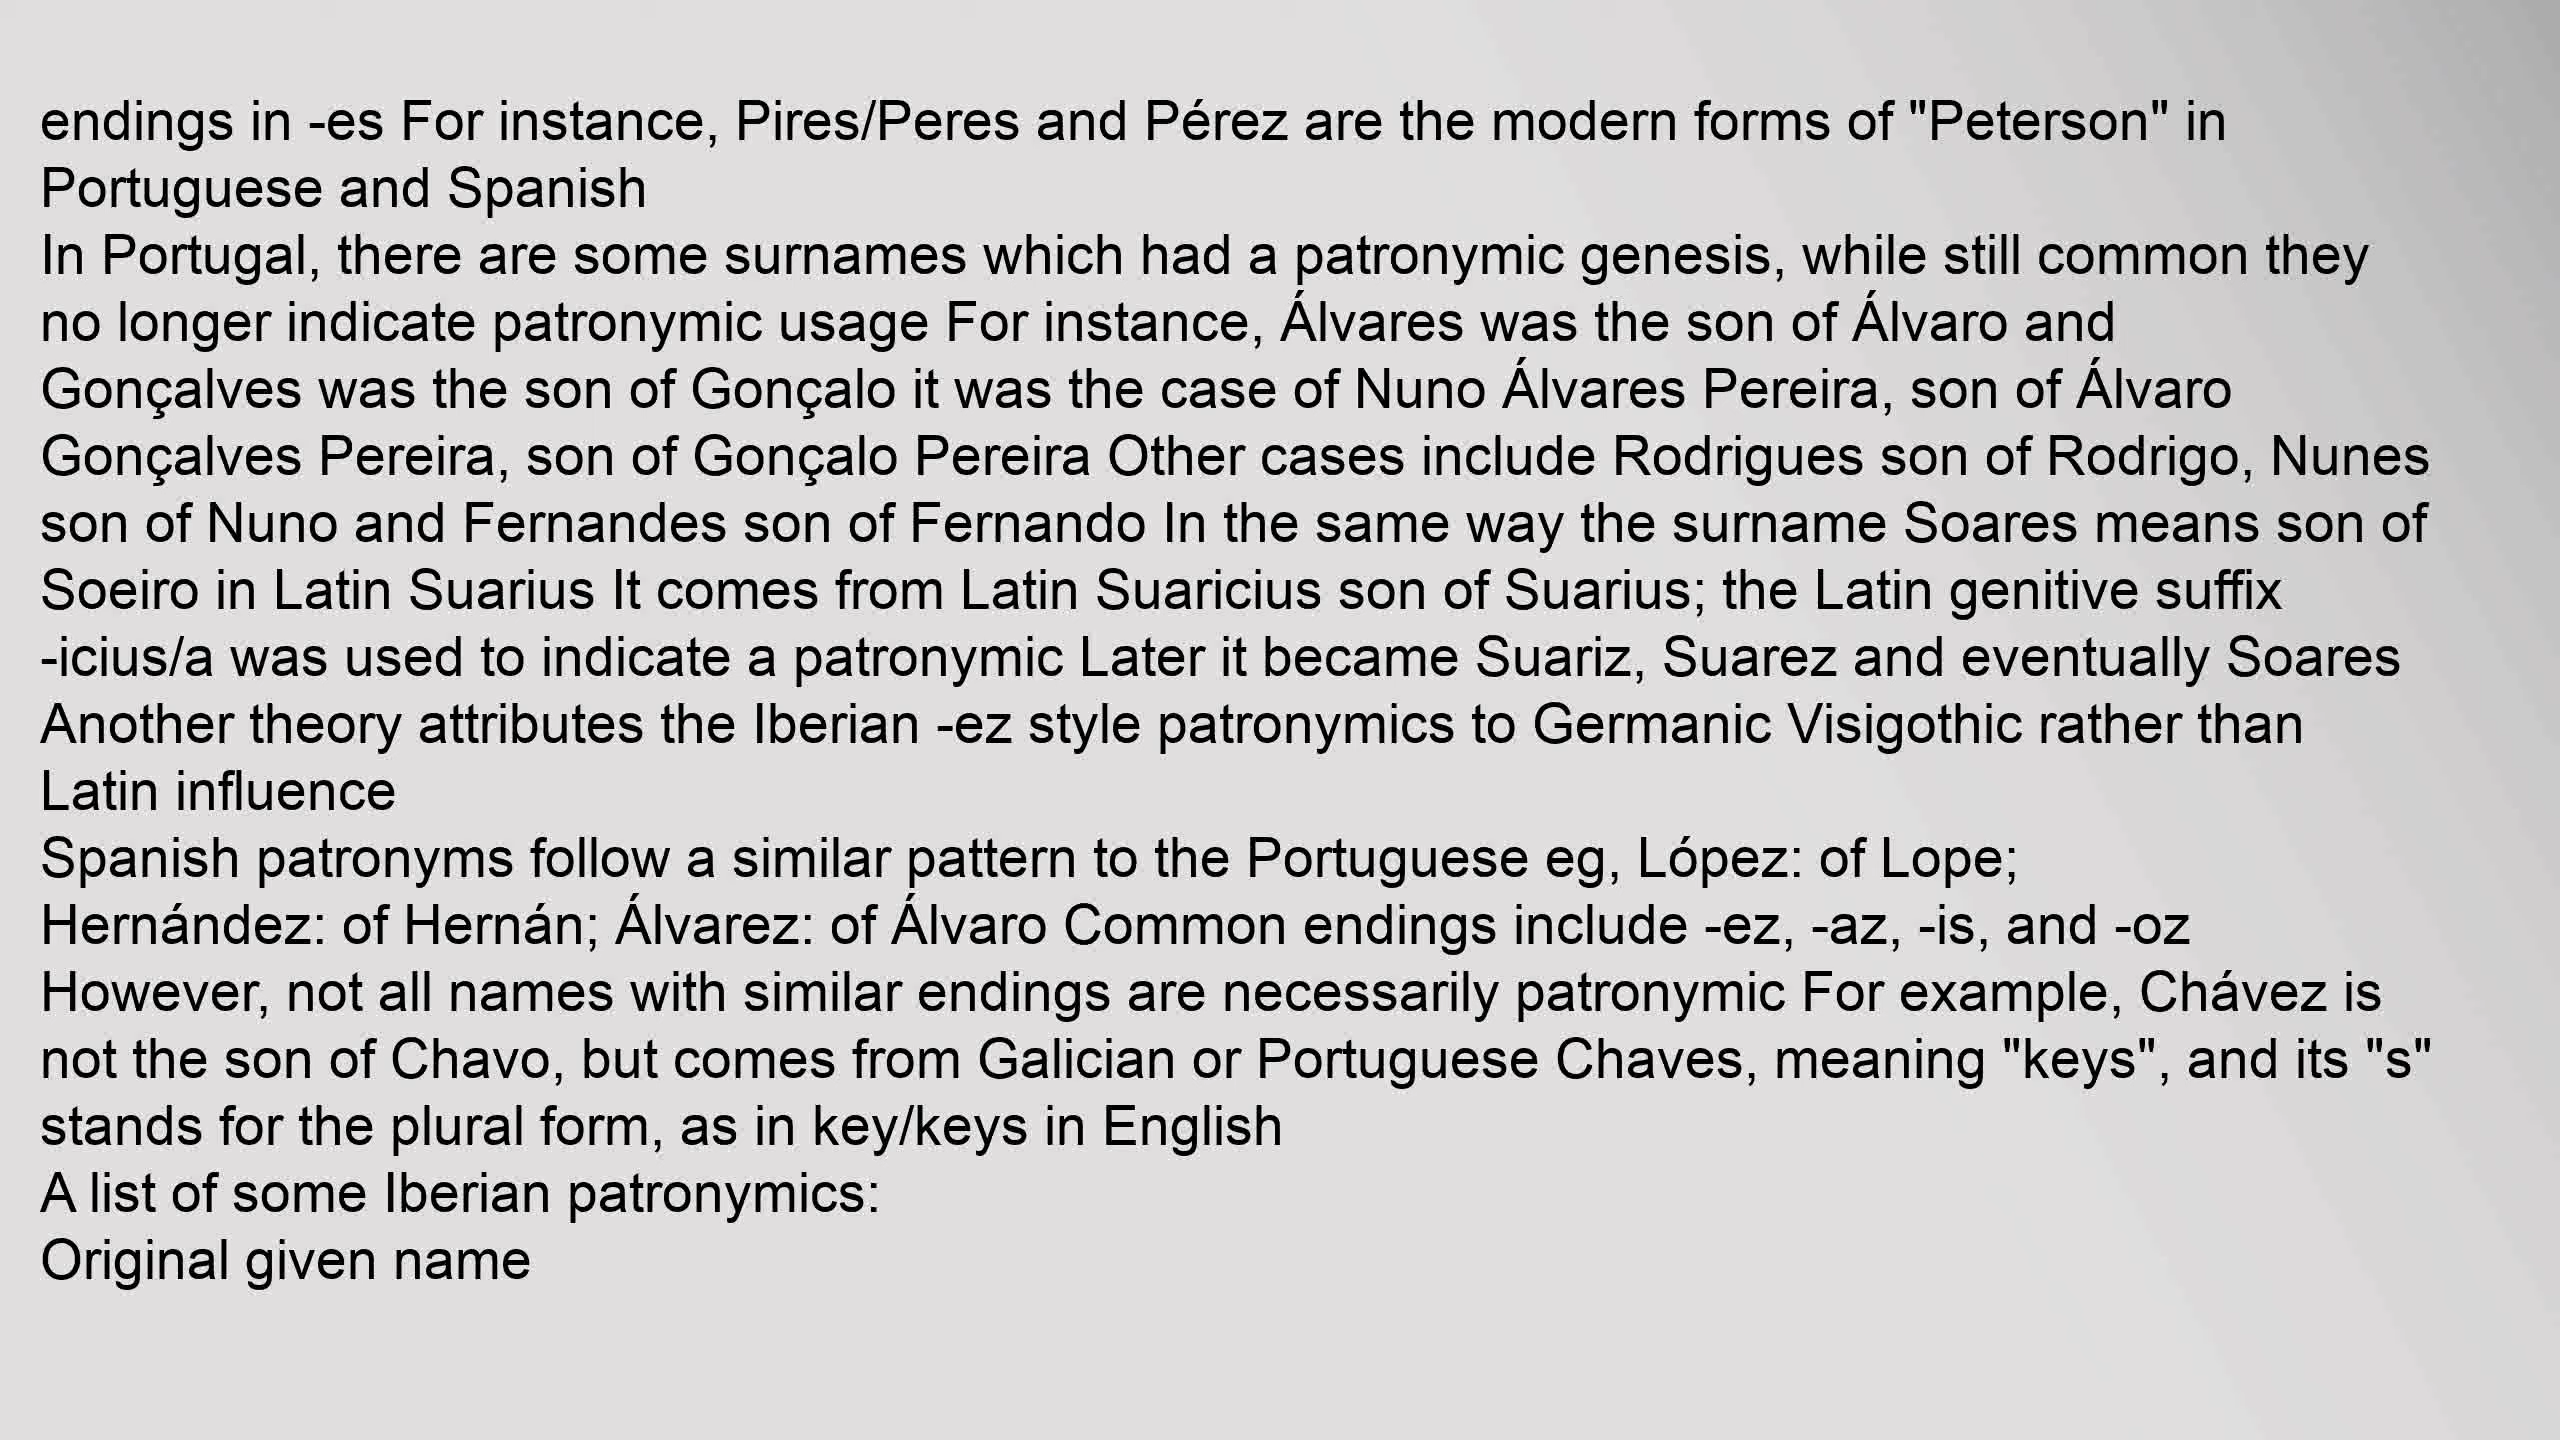 endings in -es For instance, Pires/Peres and Pérez are the modern forms of "Peterson" in
Portuguese and Spanish
In Portugal, there are some surnames which had a patronymic genesis, while still common they
no longer indicate patronymic usage For instance, Álvares was the son of Álvaro and
Gonçalves was the son of Gonçalo it was the case of Nuno Álvares Pereira, son of Álvaro
Gonçalves Pereira, son of Gonçalo Pereira Other cases include Rodrigues son of Rodrigo, Nunes
son of Nuno and Fernandes son of Fernando In the same way the surname Soares means son of
Soeiro in Latin Suarius It comes from Latin Suaricius son of Suarius; the Latin genitive suffix
-icius/a was used to indicate a patronymic Later it became Suariz, Suarez and eventually Soares
Another theory attributes the Iberian -ez style patronymics to Germanic Visigothic rather than
Latin influence
Spanish patronyms follow a similar pattern to the Portuguese eg, López: of Lope;
Hernández: of Hernán; Álvarez: of Álvaro Common endings include -ez, -az, -is, and -oz
However, not all names with similar endings are necessarily patronymic For example, Chávez is
not the son of Chavo, but comes from Galician or Portuguese Chaves, meaning "keys", and its "s"
stands for the plural form, as in key/keys in English
A list of some Iberian patronymics:
Original given name